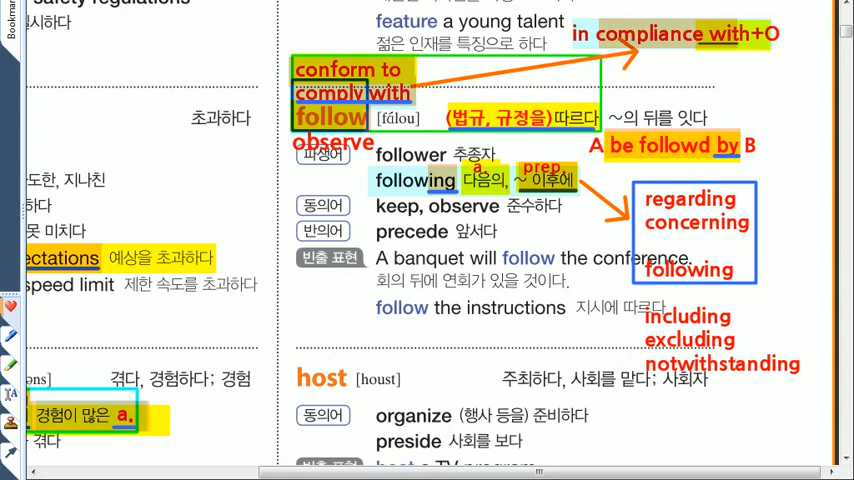 Bookmar
safety regulations
실시하다
초과하다
도한, 지나친
하다
못 미치다
ectations 예상을 초과하다
speed limit 제한 속도를 초과하다
əns] 겪다, 경험하다; 경험
경험이 많은 a.
겪다
feature a young talent
젊은 인재를 특징으로 하다
in compliance with+O
conform to
comply with
follow [fálou] (법규, 규정을) 따르다 ~의 뒤를 잇다
observe
A be followd by B
파생어 follower 추종자
a. prep.
following 다음의, ~ 이후에
동의어 keep, observe 준수하다
반의어 precede 앞서다
빈출 표현 A banquet will follow the conference.
회의 뒤에 연회가 있을 것이다.
follow the instructions 지시에 따르다
regarding
concerning
following
including
excluding
notwithstanding
host [houst] 주최하다, 사회를 맡다; 사회자
동의어 organize (행사 등을) 준비하다
preside 사회를 보다